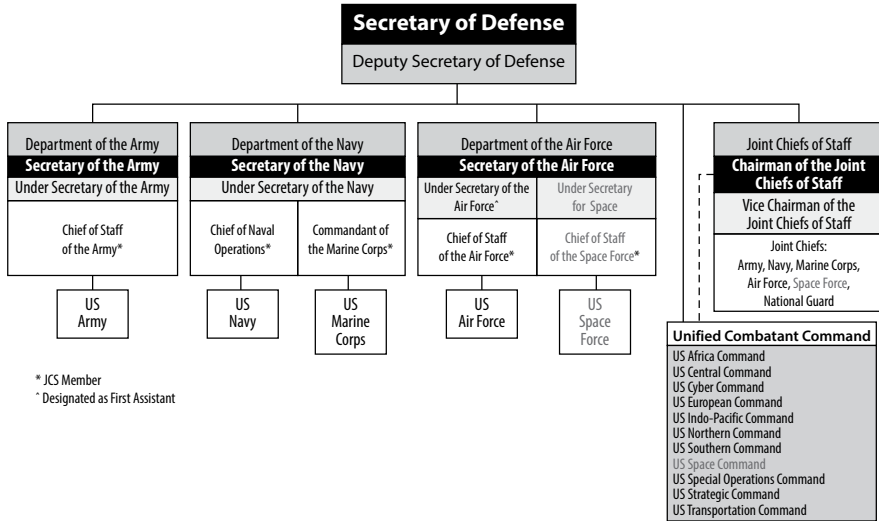 Secretary of Defense
Deputy Secretary of Defense
Department of the Army
Secretary of the Army
Under Secretary of the Army
Chief of Staff
of the Army*
US
Army
Department of the Navy
Secretary of the Navy
Under Secretary of the Navy
Chief of Naval
Operations*
Commandant of
the Marine Corps*
US
Navy
US
Marine
Corps
Department of the Air Force
Secretary of the Air Force
Under Secretary of the
Air Force^
Under Secretary
for Space
Chief of Staff
of the Air Force*
Chief of Staff
of the Space Force*
US
Air Force
US
Space
Force
Joint Chiefs of Staff
Chairman of the Joint
Chiefs of Staff
Vice Chairman of the
Joint Chiefs of Staff
Joint Chiefs:
Army, Navy, Marine Corps,
Air Force, Space Force,
National Guard
Unified Combatant Command
US Africa Command
US Central Command
US Cyber Command
US European Command
US Indo-Pacific Command
US Northern Command
US Southern Command
US Space Command
US Special Operations Command
US Strategic Command
US Transportation Command
* JCS Member
^ Designated as First Assistant